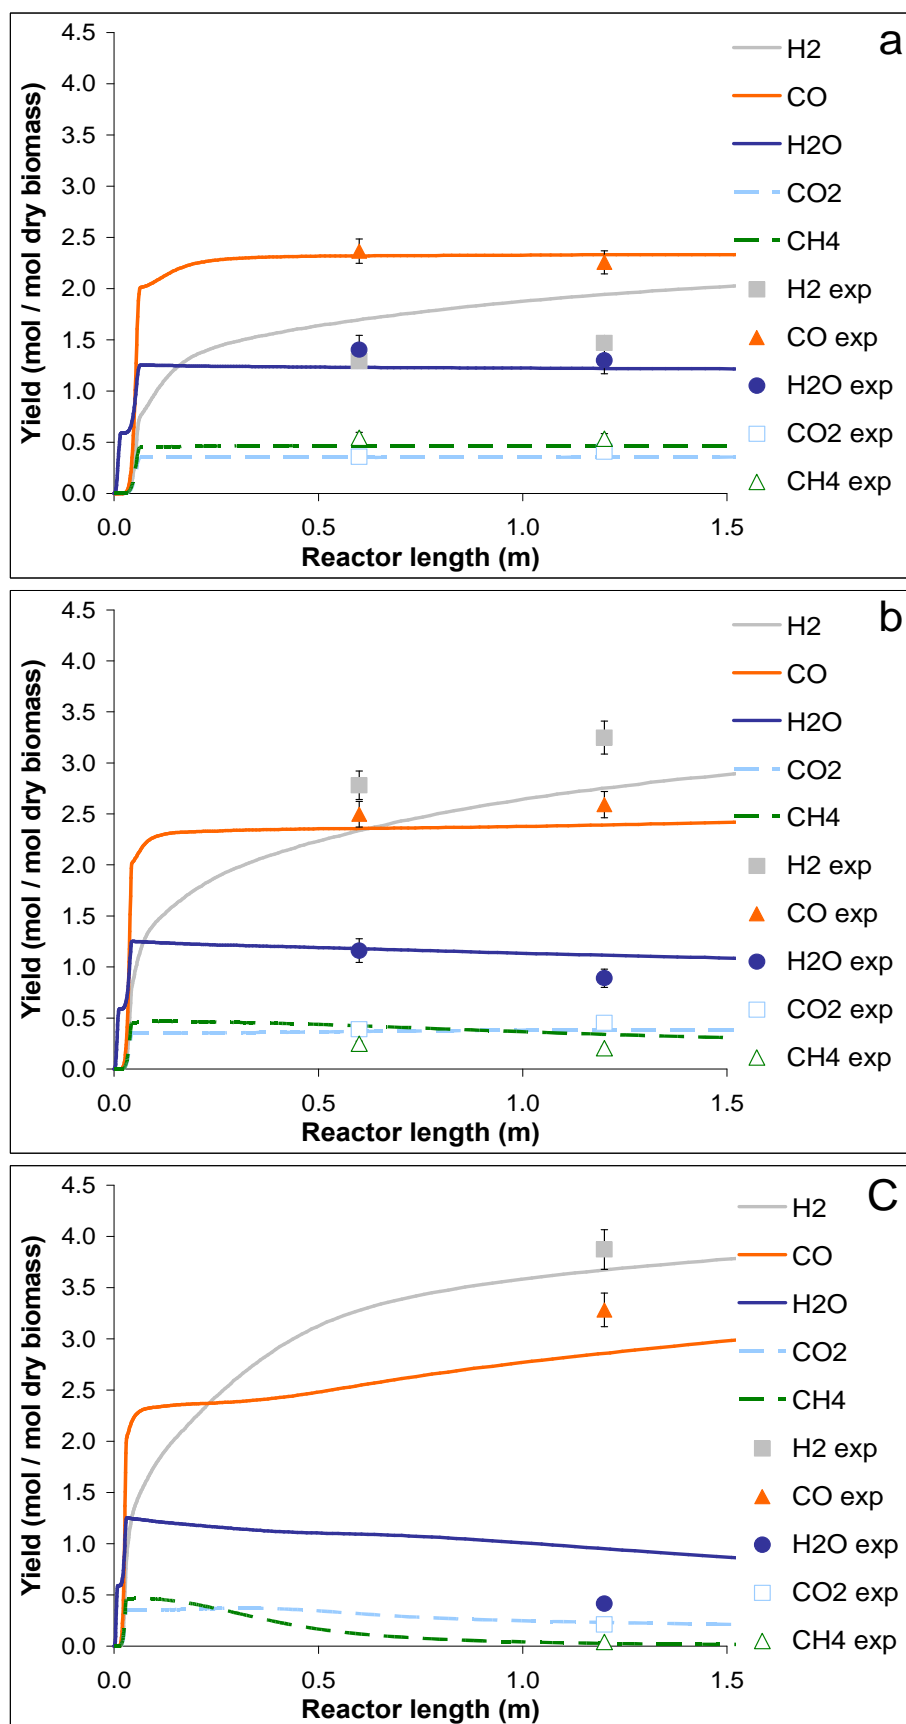 a
4.5
4.0
3.5
3.0
2.5
2.0
1.5
1.0
0.5
0.0
Yield (mol / mol dry biomass)
0.0 0.5 1.0 1.5
Reactor length (m)
H2
CO
H2O
CO2
CH4
H2 exp
CO exp
H2O exp
CO2 exp
CH4 exp
b
4.5
4.0
3.5
3.0
2.5
2.0
1.5
1.0
0.5
0.0
Yield (mol / mol dry biomass)
0.0 0.5 1.0 1.5
Reactor length (m)
H2
CO
H2O
CO2
CH4
H2 exp
CO exp
H2O exp
CO2 exp
CH4 exp
C
4.5
4.0
3.5
3.0
2.5
2.0
1.5
1.0
0.5
0.0
Yield (mol / mol dry biomass)
0.0 0.5 1.0 1.5
Reactor length (m)
H2
CO
H2O
CO2
CH4
H2 exp
CO exp
H2O exp
CO2 exp
CH4 exp